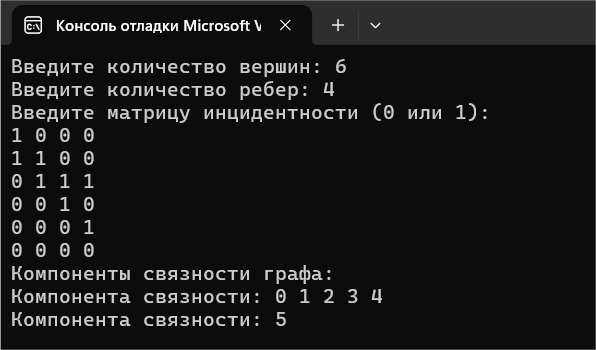 Консоль отладки Microsoft V
Введите количество вершин: 6
Введите количество ребер: 4
Введите матрицу инцидентности (0 или 1):
1 0 0 0
1 1 0 0
0 1 1 1
0 0 1 0
0 0 0 1
0 0 0 0
Компоненты связности графа:
Компонента связности: 0 1 2 3 4
Компонента связности: 5